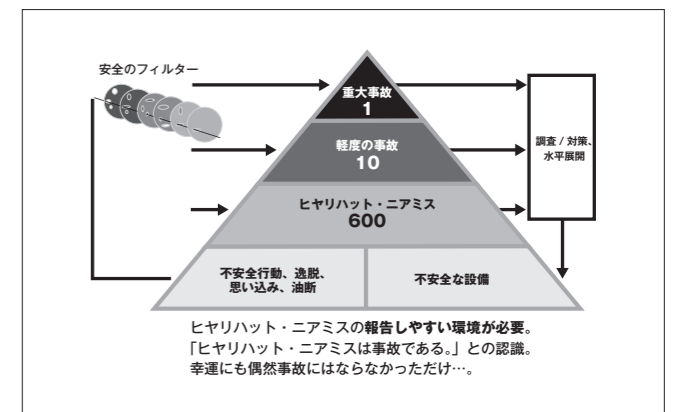 安全のフィルター
重大事故
1
軽度の事故
10
調査 / 対策、
水平展開
ヒヤリハット・ニアミス
600
不安全行動、逸脱、
思い込み、油断
不安全な設備
ヒヤリハット・ニアミスの報告しやすい環境が必要。
「ヒヤリハット・ニアミスは事故である。」との認識。
幸運にも偶然事故にはならなかっただけ…。